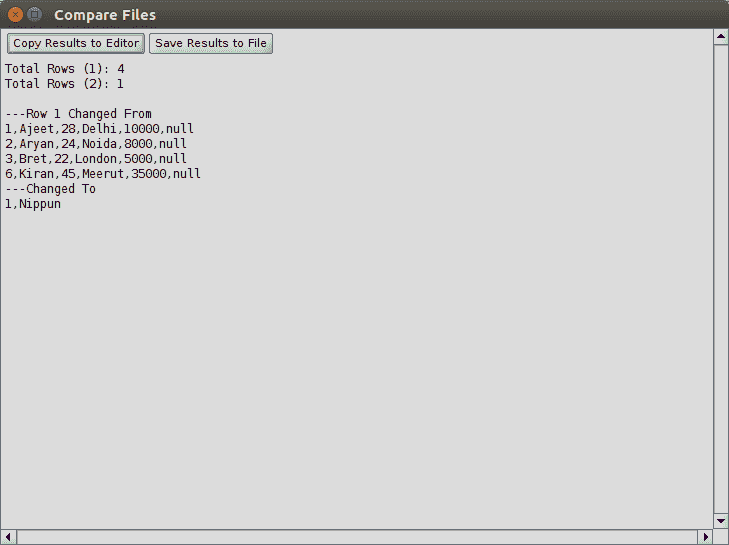 Compare Files
Copy Results to Editor Save Results to File
Total Rows (1): 4
Total Rows (2): 1
---Row 1 Changed From
1,Ajeet,28,Delhi,10000,null
2,Aryan,24,Noida,8000,null
3,Bret,22,London,5000,null
6,Kiran,45,Meerut,35000,null
---Changed To
1,Nippun